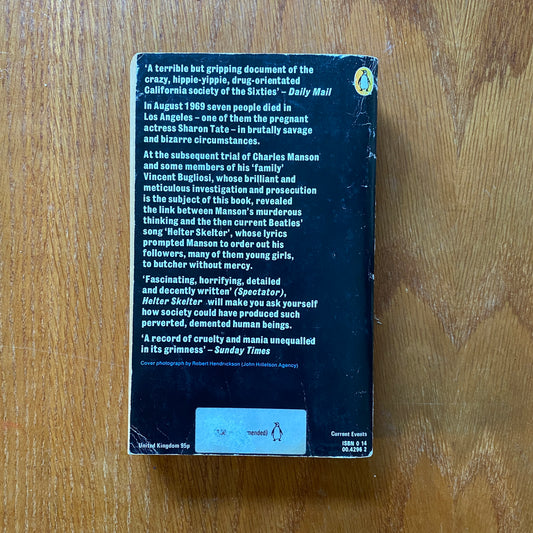 ‘A terrible but gripping document of the
crazy, hippie-yippie, drug-orientated
California society of the Sixties’ – Daily Mail
In August 1969 seven people died in
Los Angeles – one of them the pregnant
actress Sharon Tate – in brutally savage
and bizarre circumstances.
At the subsequent trial of Charles Manson
and some members of his ‘family’
Vincent Bugliosi, whose brilliant and
meticulous investigation and prosecution
is the subject of this book, revealed
the link between Manson's murderous
thinking and the then current Beatles'
song ‘Helter Skelter’, whose lyrics
prompted Manson to order out his
followers, many of them young girls,
to butcher without mercy.
‘Fascinating, horrifying, detailed
and decently written’ (Spectator),
Helter Skelter will make you ask yourself
how society could have produced such
perverted, demented human beings.
‘A record of cruelty and mania unequalled
in its grimness’ – Sunday Times
Cover photograph by Robert Hendrickson (John Hillelson Agency)
mended)
United Kingdom 95p
Current Events
ISBN 0 14
00.4296 2